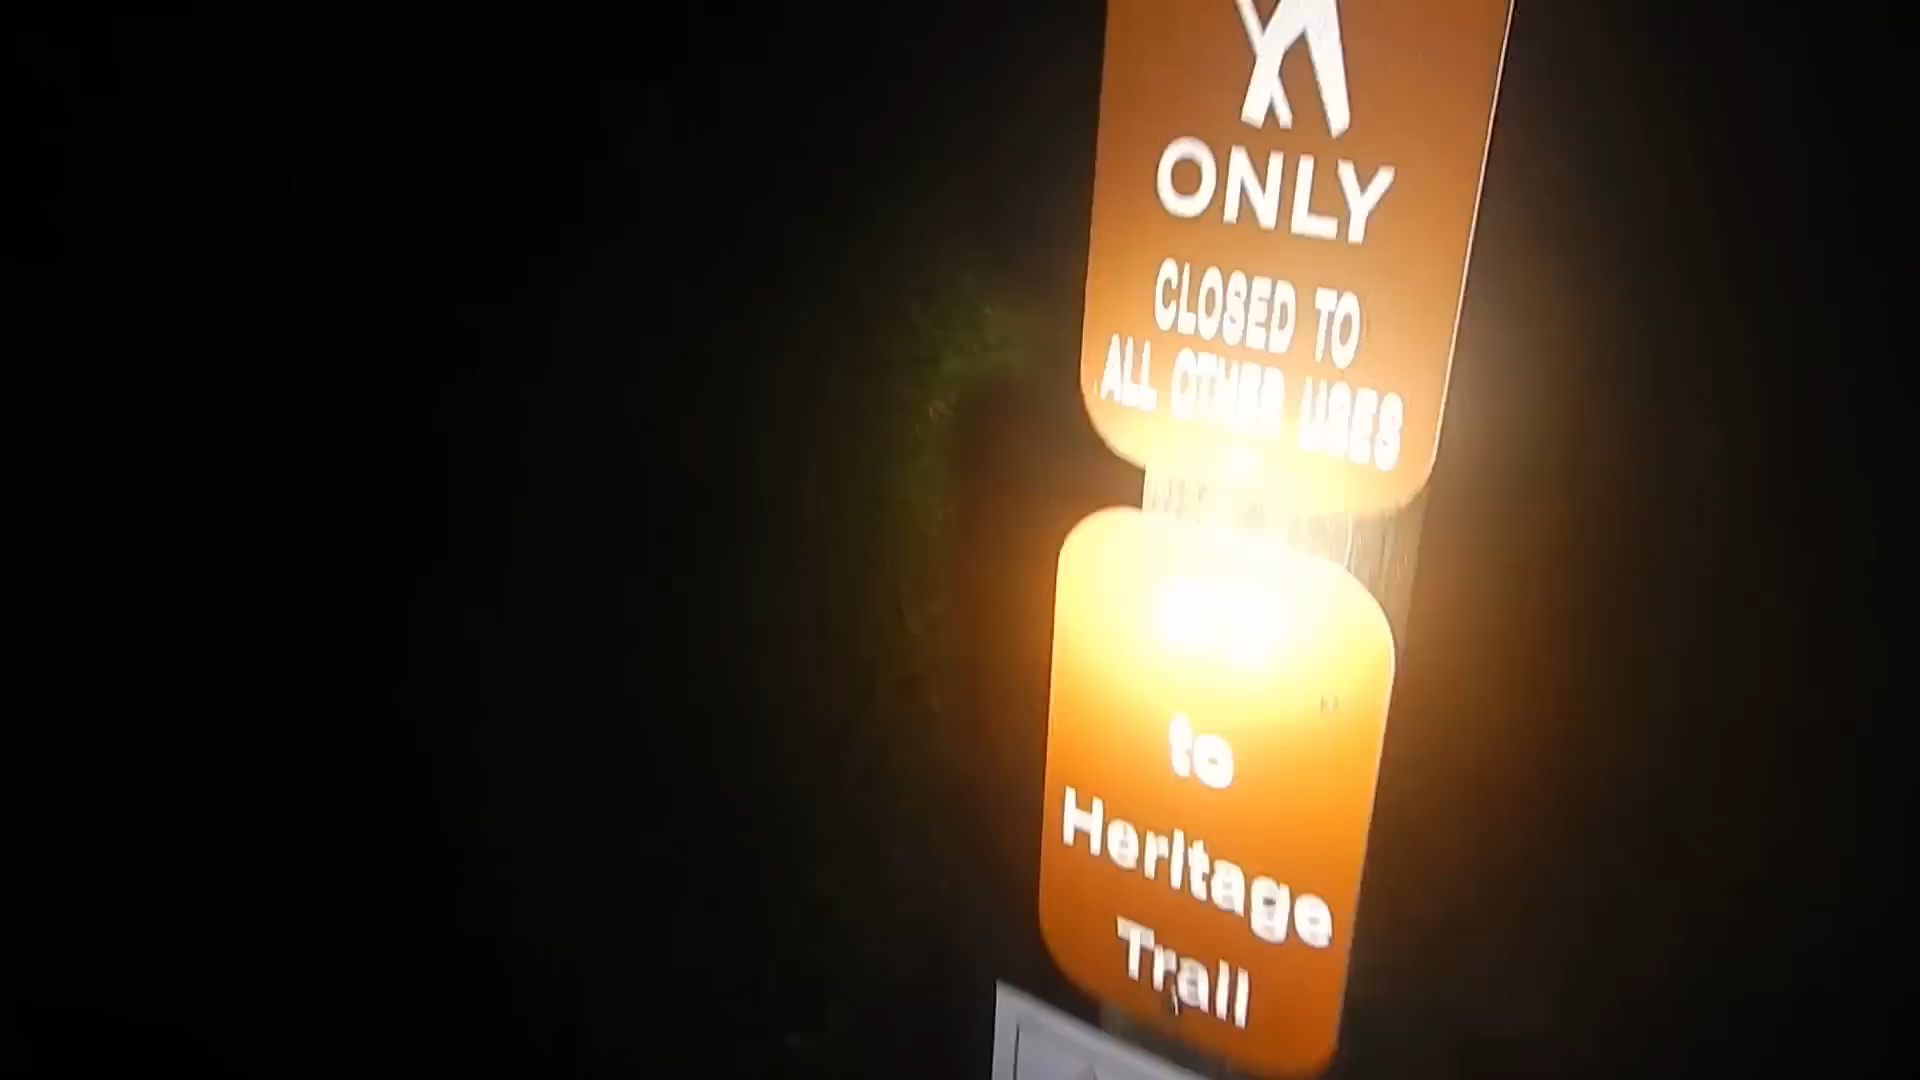 ONLY
CLOSED TO
ALL OTHER USES
to
Heritage
Trail